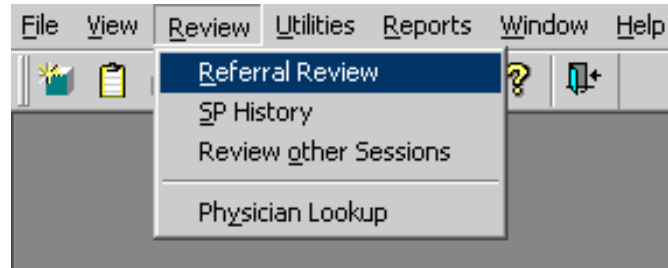 File View Review Utilities Reports Window Help
Referral Review
SP History
Review other Sessions
Physician Lookup